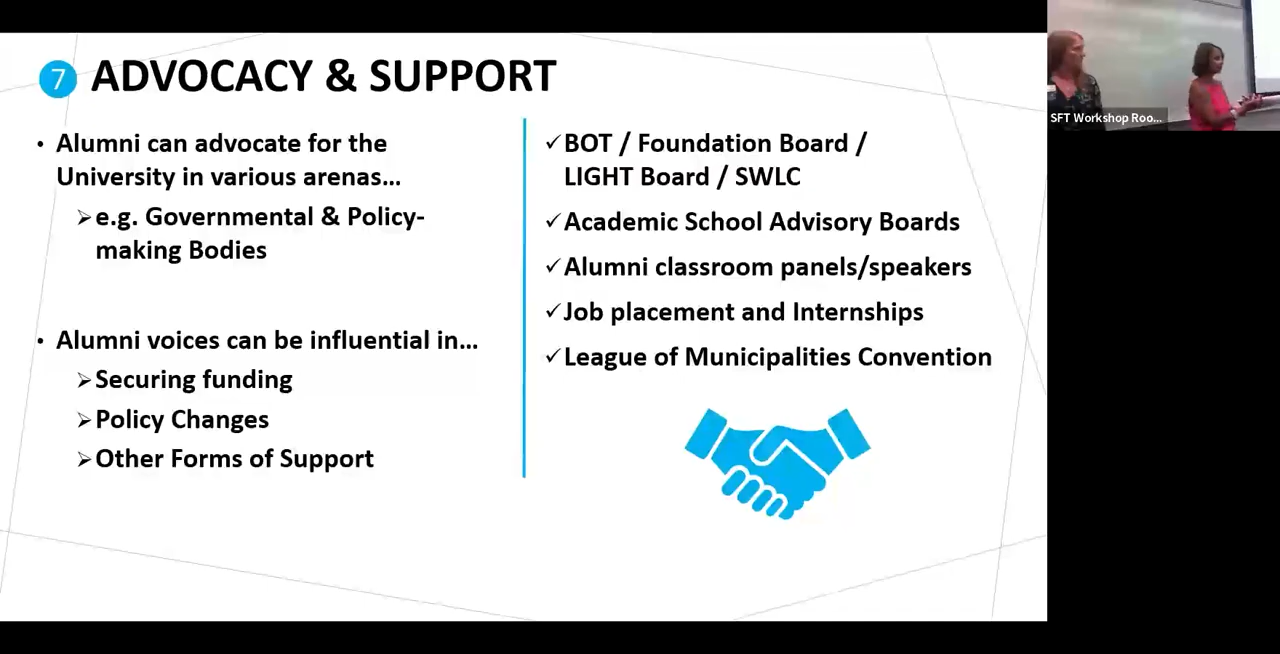 7 ADVOCACY & SUPPORT
• Alumni can advocate for the
University in various arenas...
➢ e.g. Governmental & Policy-
making Bodies
• Alumni voices can be influential in...
➢ Securing funding
➢ Policy Changes
➢ Other Forms of Support
✓ BOT / Foundation Board /
LIGHT Board / SWLC
✓ Academic School Advisory Boards
✓ Alumni classroom panels/speakers
✓ Job placement and Internships
✓ League of Municipalities Convention
SFT Workshop Roo...